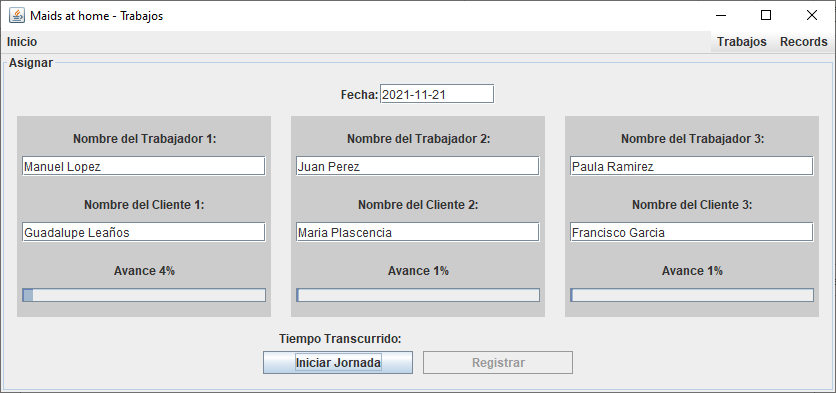 Maids at home - Trabajos
Inicio Trabajos Records
Asignar
Fecha: 2021-11-21
Nombre del Trabajador 1: Nombre del Trabajador 2: Nombre del Trabajador 3:
Manuel Lopez Juan Perez Paula Ramirez
Nombre del Cliente 1: Nombre del Cliente 2: Nombre del Cliente 3:
Guadalupe Leaños Maria Plascencia Francisco Garcia
Avance 4% Avance 1% Avance 1%
Tiempo Transcurrido:
Iniciar Jornada Registrar